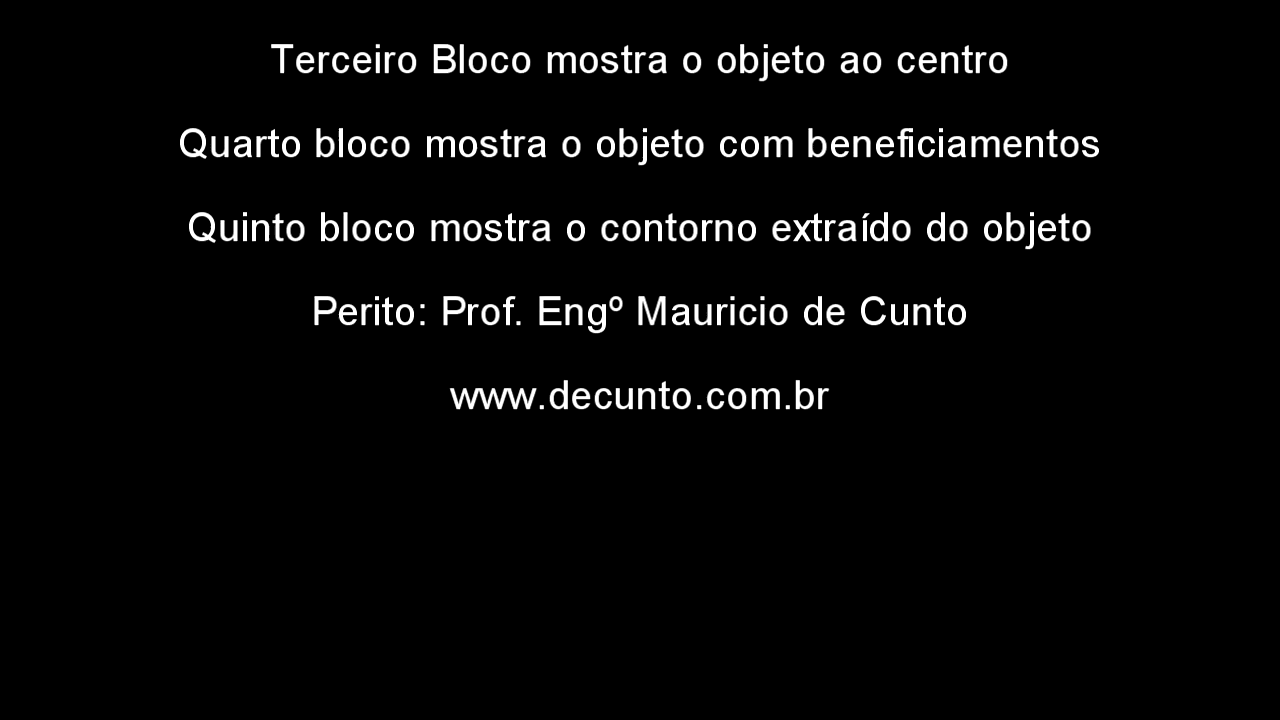 Terceiro Bloco mostra o objeto ao centro
Quarto bloco mostra o objeto com beneficiamentos
Quinto bloco mostra o contorno extraído do objeto
Perito: Prof. Engº Mauricio de Cunto
www.decunto.com.br